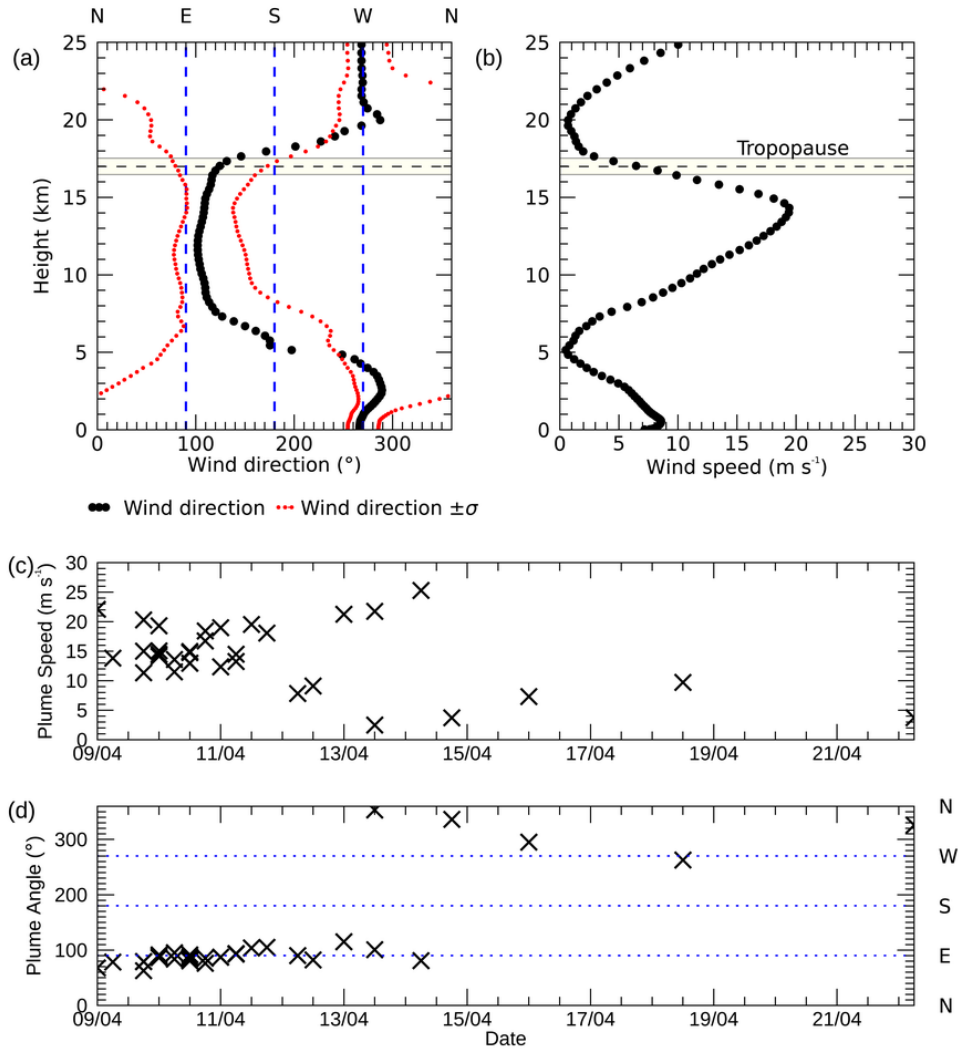 N E S W N
(a)
25
20
15
10
5
0
Height (km)
0 100 200 300
Wind direction (°)
(b)
25
20
15
10
5
0
Tropopause
0 5 10 15 20 25 30
Wind speed (m s⁻¹)
Wind direction Wind direction ±σ
(c)
30
25
20
15
10
5
0
Plume Speed (m s⁻¹)
09/04 11/04 13/04 15/04 17/04 19/04 21/04
(d)
300
200
100
0
Plume Angle (°)
N
W
S
E
N
09/04 11/04 13/04 15/04 17/04 19/04 21/04
Date